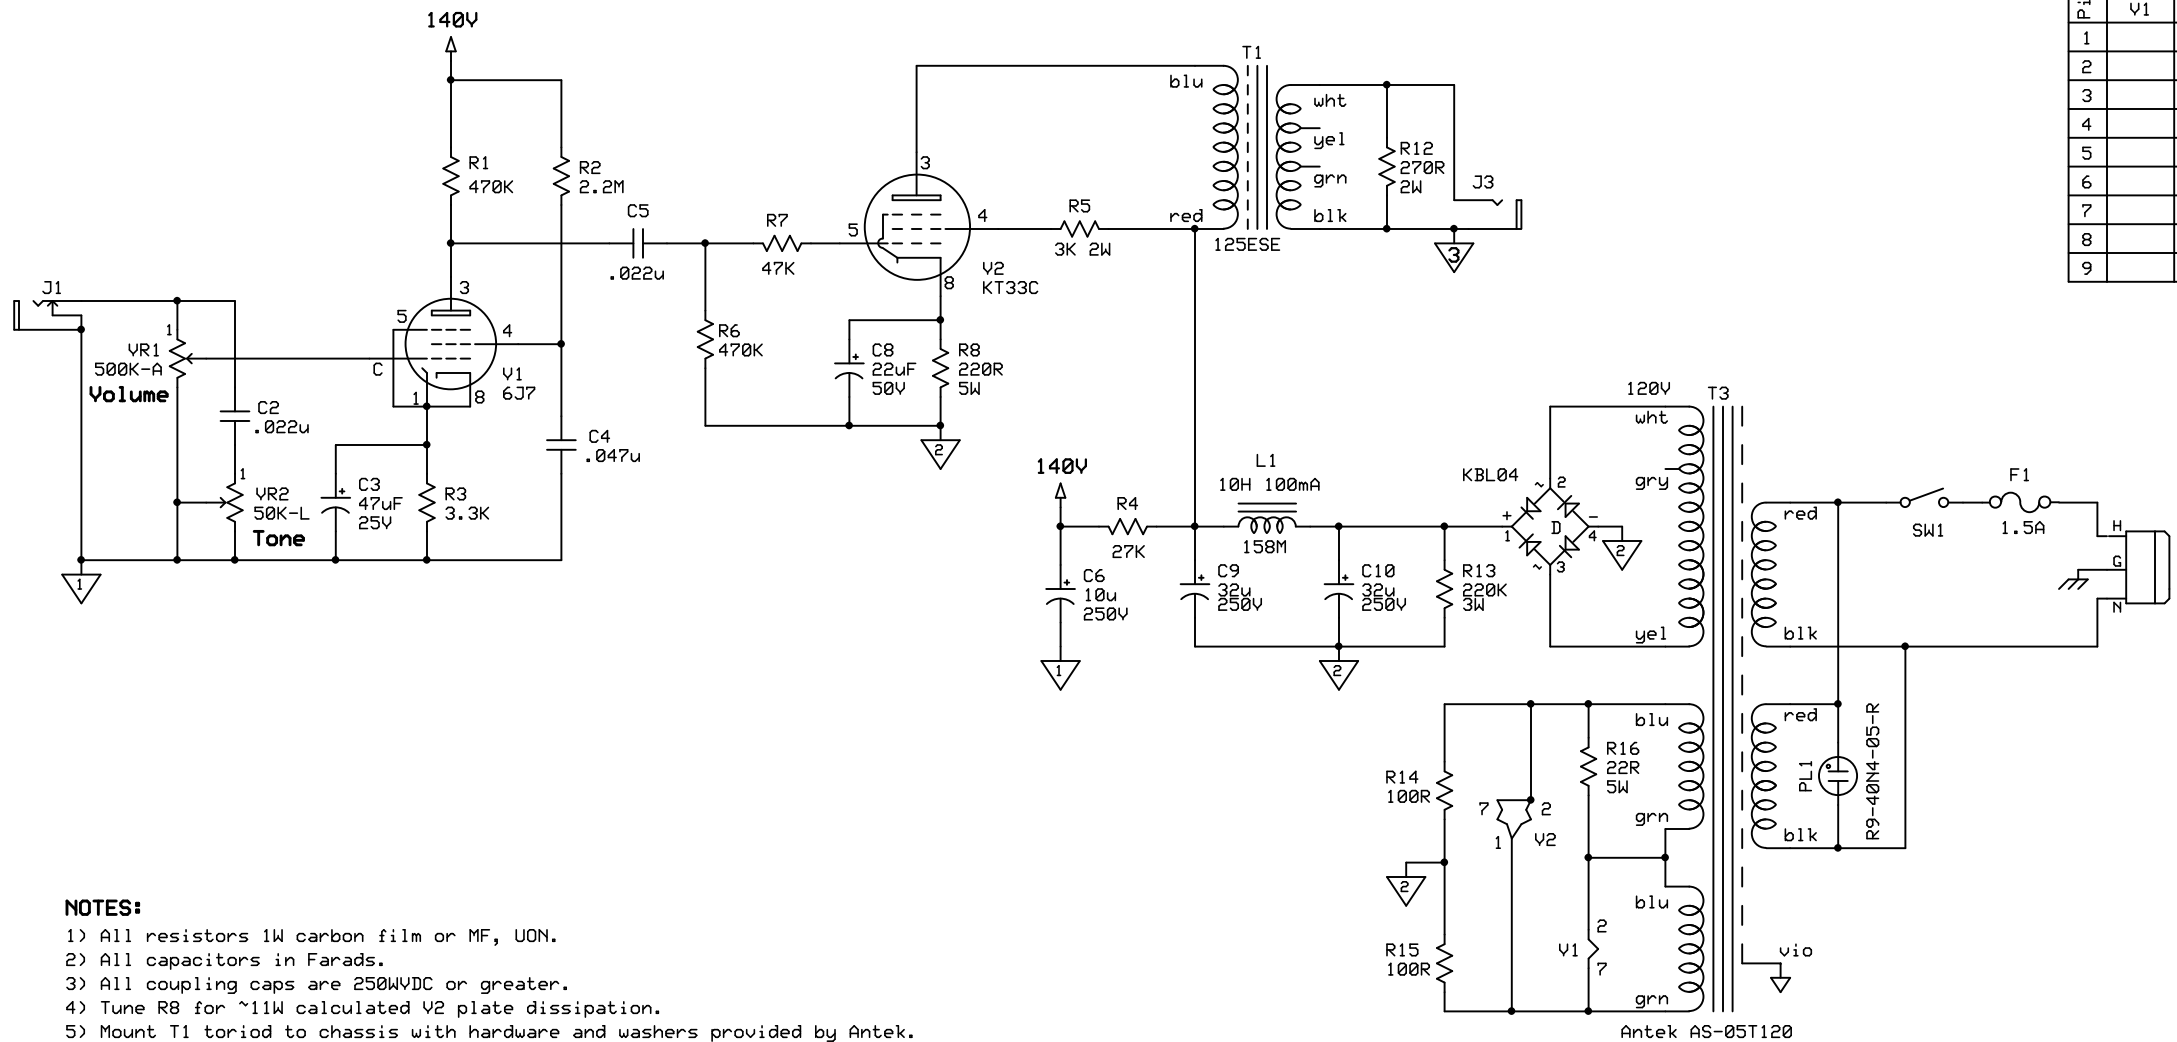 140V
R1
470K
R2
2.2M
J1
1
VR1
500K-A
Volume
C2
.022u
1
VR2
50K-L
Tone
C
5
3
4
1
8
V1
6J7
C3
47uF
25V
R3
3.3K
C4
.047u
1
C5
.022u
R7
47K
R6
470K
5
3
4
8
V2
KT33C
C8
22uF
50V
R8
220R
5W
2
R5
3K 2W
T1
blu
red
125ESE
wht
yel
grn
blk
R12
270R
2W
J3
3
V1
1
2
3
4
5
6
7
8
9
140V
R4
27K
C6
10u
250V
1
L1
10H 100mA
158M
C9
32u
250V
C10
32u
250V
2
R13
220K
3W
KBL04
~
2
+
1
D
-
4
~
3
2
120V
T3
wht
gry
yel
red
blk
SW1
F1
1.5A
H
G
N
R14
100R
R15
100R
2
7
2
1
V2
R16
22R
5W
V1
2
7
blu
grn
blu
grn
red
blk
PL1
R9-40N4-05-R
vio
Antek AS-05T120
NOTES:
1) All resistors 1W carbon film or MF, UON.
2) All capacitors in Farads.
3) All coupling caps are 250WVDC or greater.
4) Tune R8 for ~11W calculated V2 plate dissipation.
5) Mount T1 toriod to chassis with hardware and washers provided by Antek.